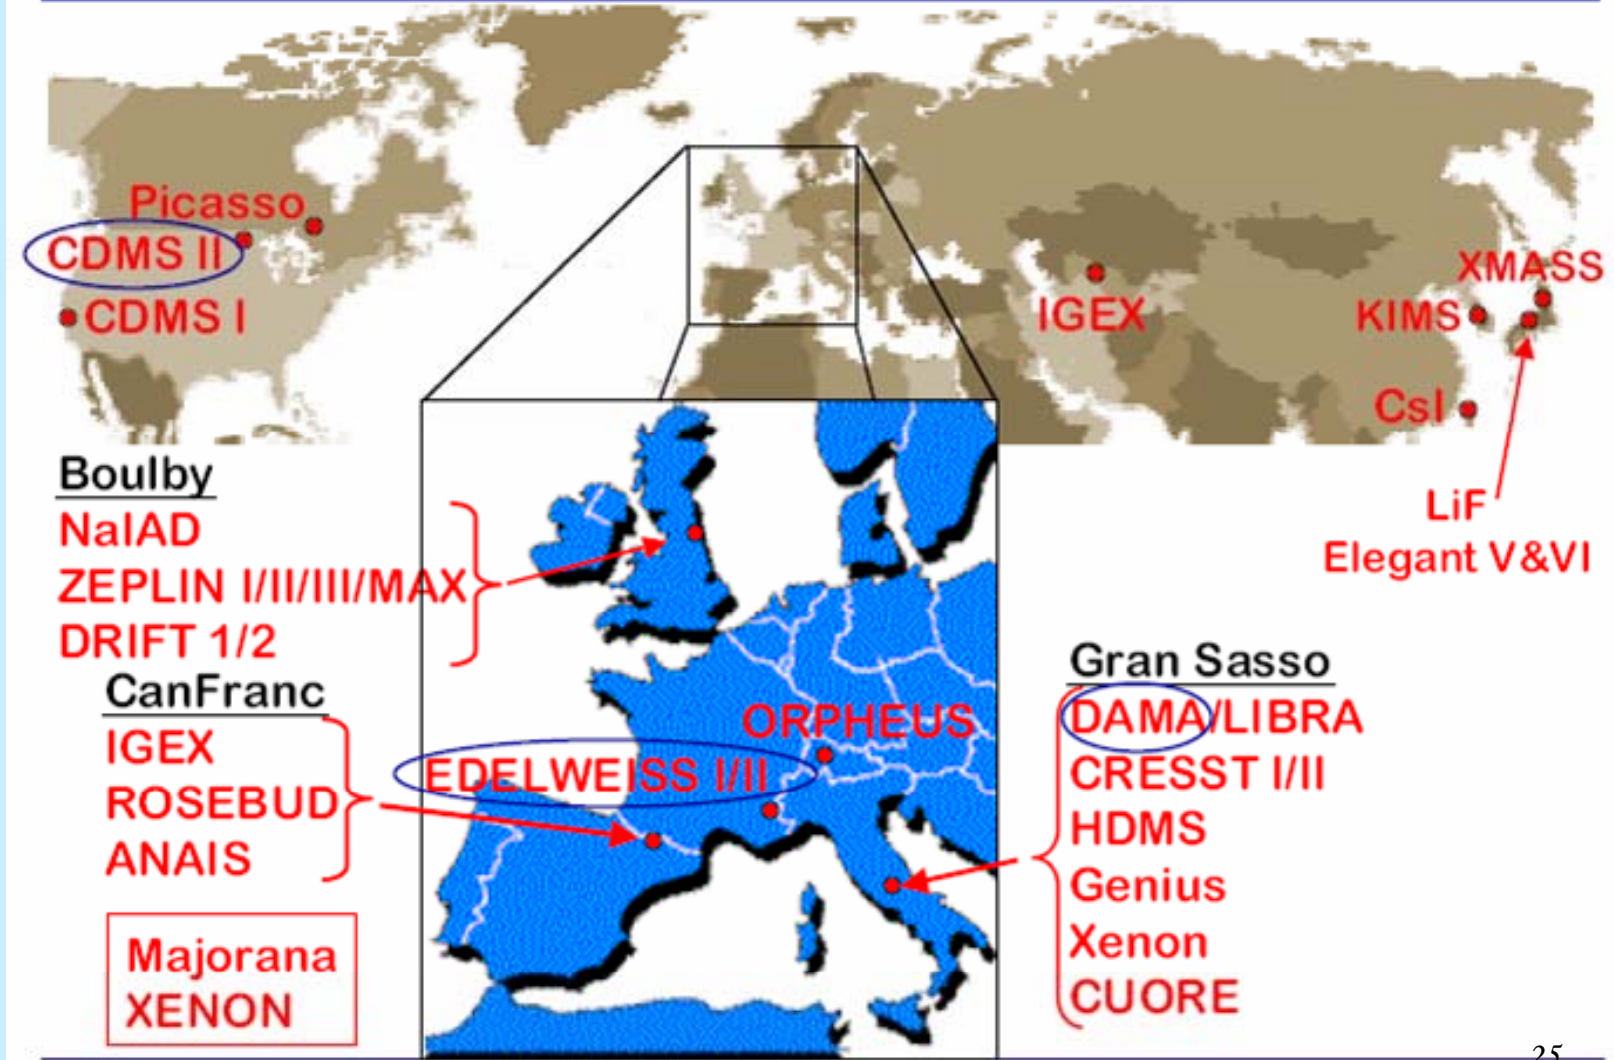 Picasso
CDMS II
CDMS I
IGEX
XMASS
KIMS
CsI
LiF
Elegant V&VI
Boulby
NaIAD
ZEPLIN I/II/III/MAX
DRIFT 1/2
CanFranc
IGEX
ROSEBUD
ANAIS
Majorana
XENON
ORPHEUS
EDELWEISS I/II
Gran Sasso
DAMA/LIBRA
CRESST I/II
HDMS
Genius
Xenon
CUORE
25